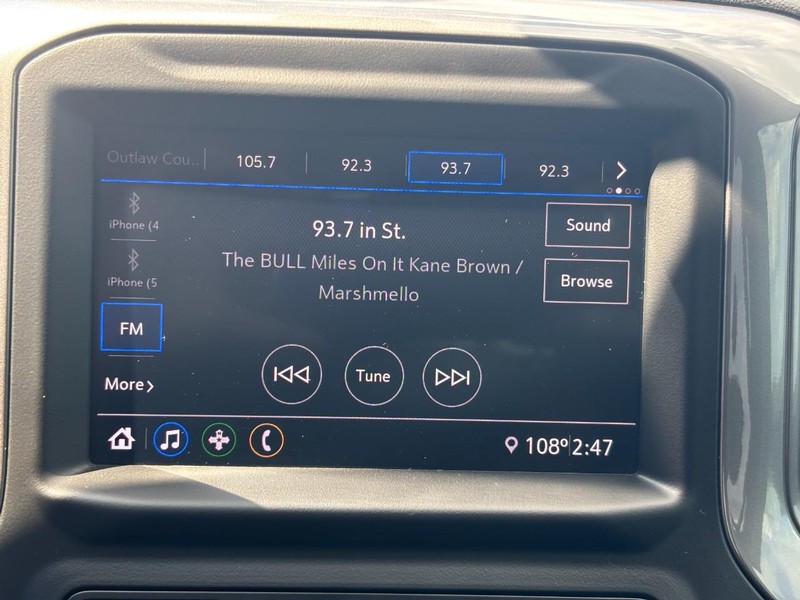 Outlaw Cou..
105.7
92.3
93.7
92.3
iPhone (4
iPhone (5
FM
More
93.7 in St.
The BULL Miles On It Kane Brown /
Marshmello
Sound
Browse
Tune
108° 2:47